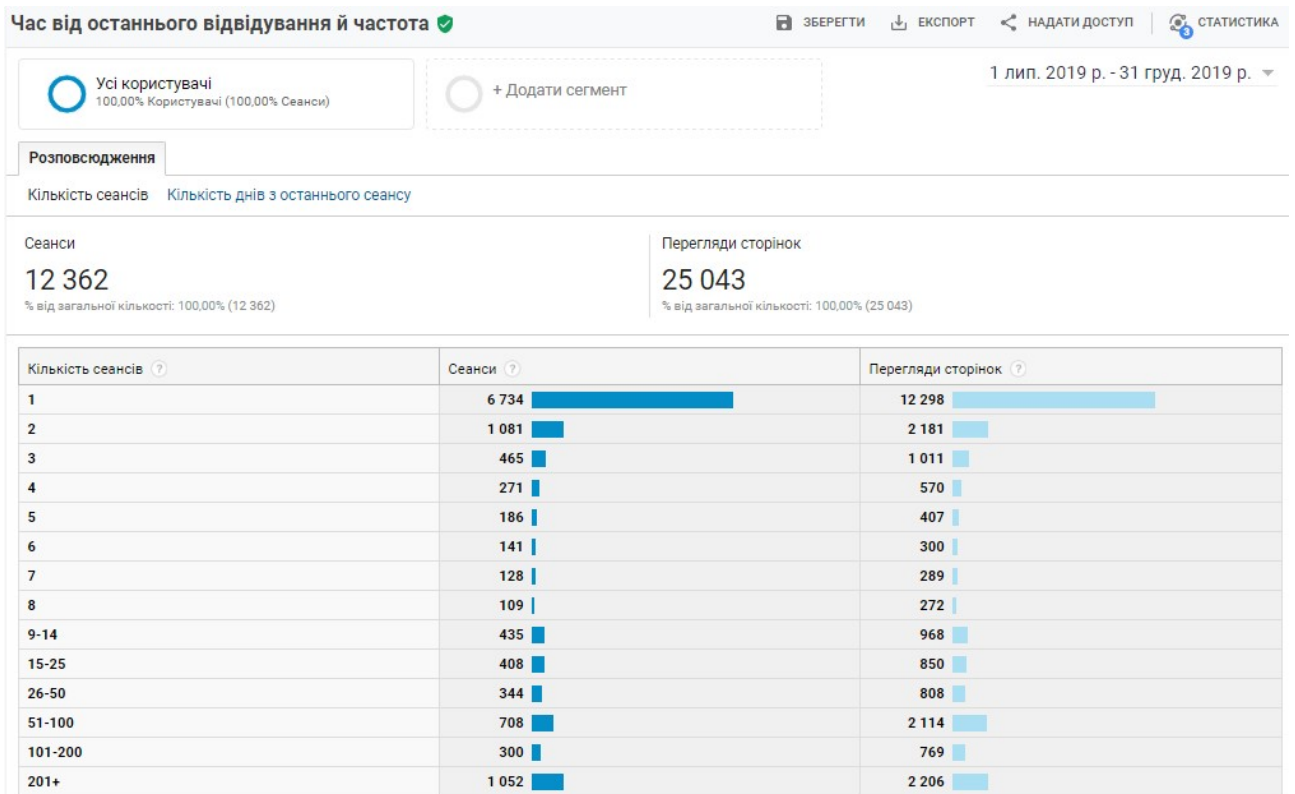 Час від останнього відвідування й частота
ЗБЕРЕГТИ ЕКСПОРТ НАДАТИ ДОСТУП 3 СТАТИСТИКА
Усі користувачі
100,00% Користувачі (100,00% Сеанси)
+ Додати сегмент
1 лип. 2019 р. - 31 груд. 2019 р.
Розповсюдження
Кількість сеансів Кількість днів з останнього сеансу
Сеанси Перегляди сторінок
12 362 25 043
% від загальної кількості: 100,00% (12 362) % від загальної кількості: 100,00% (25 043)
Кількість сеансів ? Сеанси ? Перегляди сторінок ?
1 6 734 12 298
2 1 081 2 181
3 465 1 011
4 271 570
5 186 407
6 141 300
7 128 289
8 109 272
9-14 435 968
15-25 408 850
26-50 344 808
51-100 708 2 114
101-200 300 769
201+ 1 052 2 206